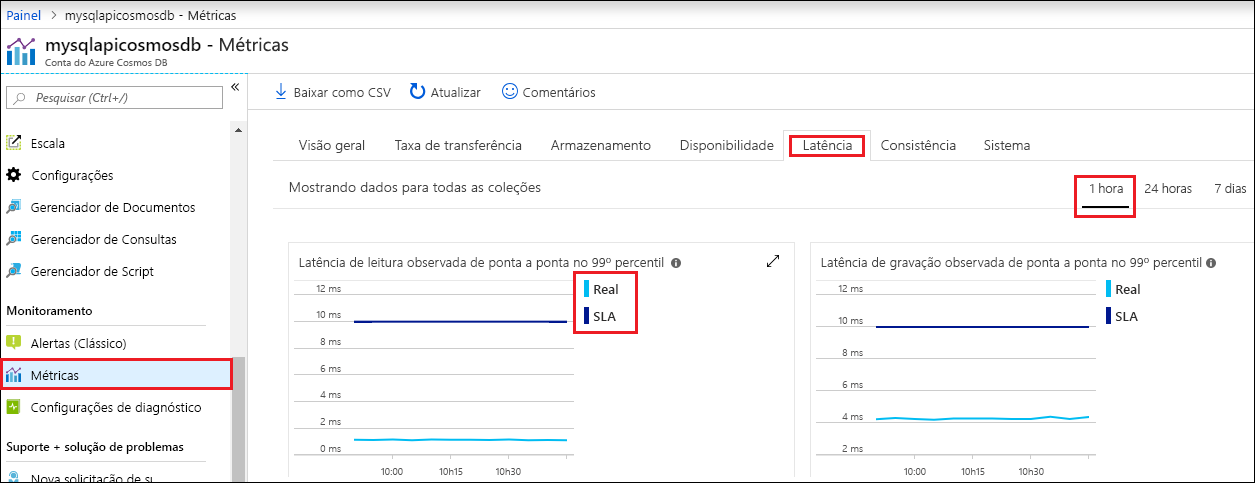 Painel > mysqlapicosmosdb - Métricas
mysqlapicosmosdb - Métricas
Conta do Azure Cosmos DB
Pesquisar (Ctrl+/)
«
Escala
Configurações
Gerenciador de Documentos
Gerenciador de Consultas
Gerenciador de Script
Monitoramento
Alertas (Clássico)
Métricas
Configurações de diagnóstico
Suporte + solução de problemas
Nova solicitação de
Baixar como CSV
Atualizar
Comentários
Visão geral
Taxa de transferência
Armazenamento
Disponibilidade
Latência
Consistência
Sistema
Mostrando dados para todas as coleções
1 hora
24 horas
7 dias
Latência de leitura observada de ponta a ponta no 99º percentil
12 ms
10 ms
8 ms
6 ms
4 ms
2 ms
0 ms
10:00
10h15
10h30
Real
SLA
Latência de gravação observada de ponta a ponta no 99º percentil
12 ms
10 ms
8 ms
6 ms
4 ms
2 ms
10:00
10h15
10h30
Real
SLA